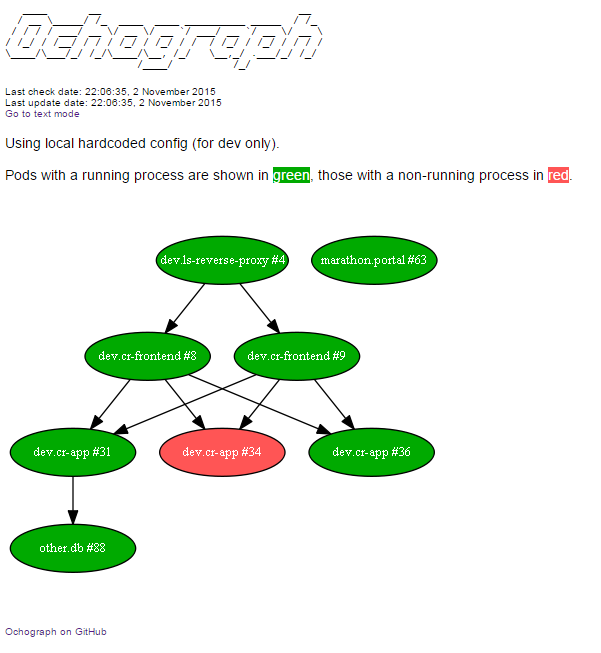 Ochograph
Last check date: 22:06:35, 2 November 2015
Last update date: 22:06:35, 2 November 2015
Go to text mode
Using local hardcoded config (for dev only).
Pods with a running process are shown in green, those with a non-running process in red.
dev.ls-reverse-proxy #4
marathon.portal #63
dev.cr-frontend #8
dev.cr-frontend #9
dev.cr-app #31
dev.cr-app #34
dev.cr-app #36
other.db #88
Ochograph on GitHub